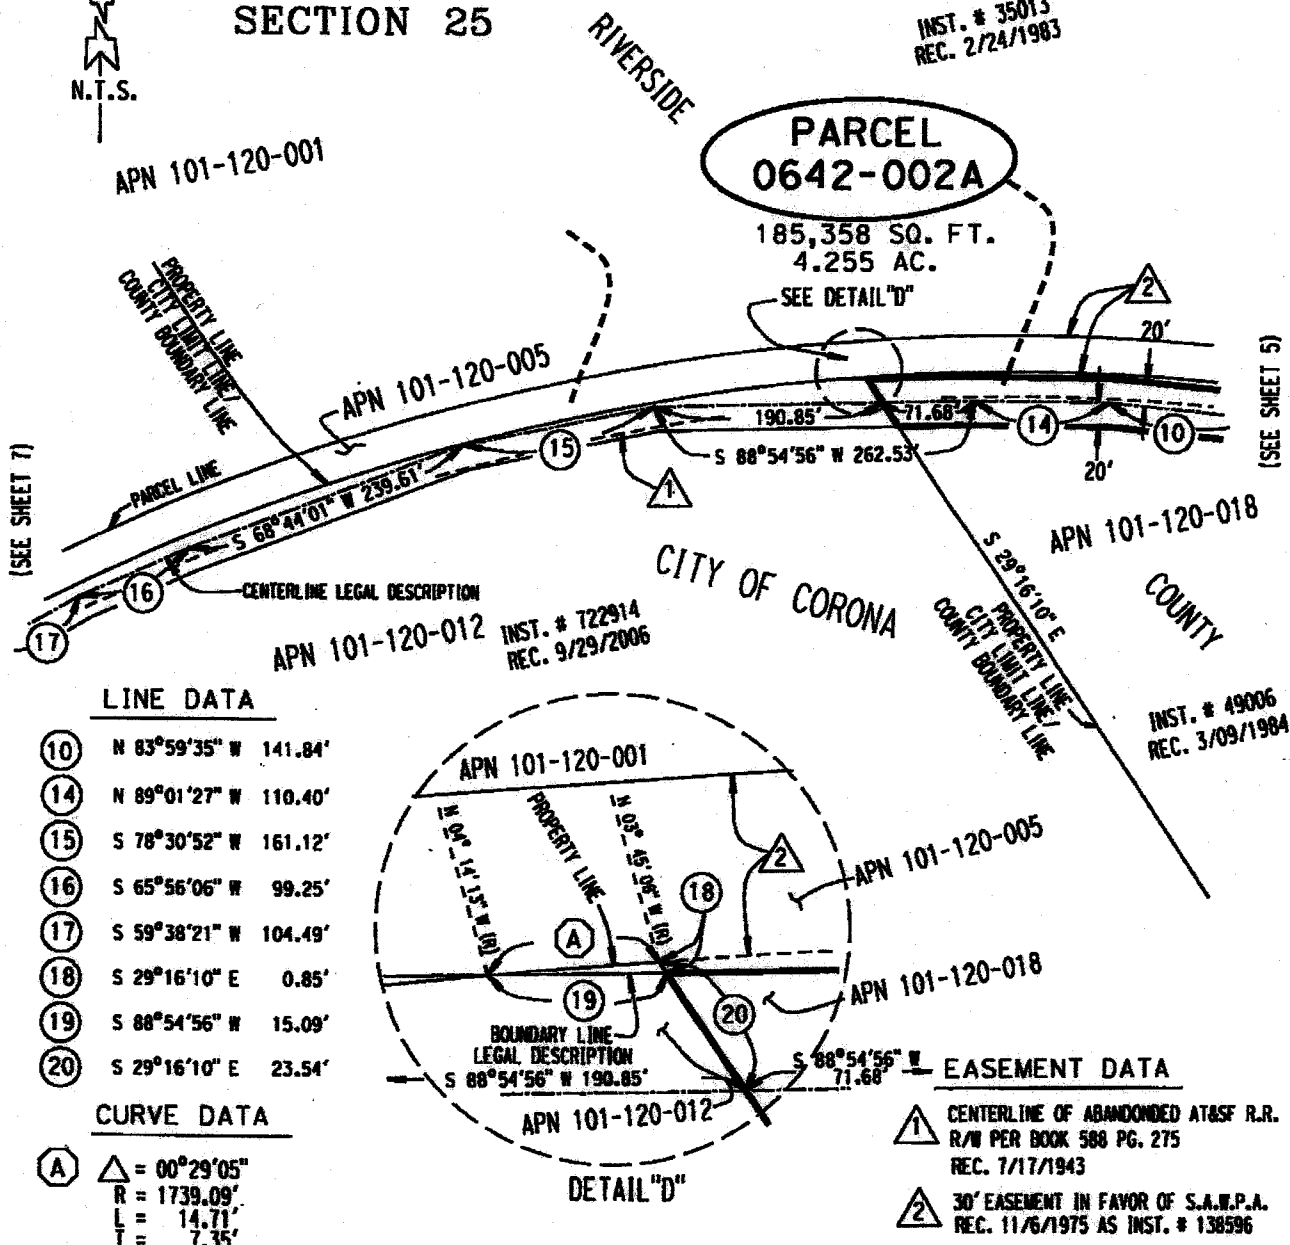 SECTION 25
N.T.S.
RIVERSIDE
INST. # 35013
REC. 2/24/1983
APN 101-120-001
PARCEL
0642-002A
185,358 SQ. FT.
4.255 AC.
SEE DETAIL"D"
PROPERTY LINE
CITY LIMIT LINE/
COUNTY BOUNDARY LINE
APN 101-120-005
2
20'
(SEE SHEET 5)
(SEE SHEET 7)
PARCEL LINE
S 68°44'01" W 239.61'
15
190.85'
71.68'
14
10
S 88°54'56" W 262.53'
20'
1
16
17
CENTERLINE LEGAL DESCRIPTION
CITY OF CORONA
APN 101-120-018
S 29°16'10" E
PROPERTY LINE
CITY LIMIT LINE/
COUNTY BOUNDARY LINE
COUNTY
APN 101-120-012
INST. # 722914
REC. 9/29/2006
INST. # 49006
REC. 3/09/1984
LINE DATA
10 N 83°59'35" W 141.84'
14 N 89°01'27" W 110.40'
15 S 78°30'52" W 161.12'
16 S 65°56'06" W 99.25'
17 S 59°38'21" W 104.49'
18 S 29°16'10" E 0.85'
19 S 88°54'56" W 15.09'
20 S 29°16'10" E 23.54'
CURVE DATA
A △ = 00°29'05"
R = 1739.09'
L = 14.71'
T = 7.35'
APN 101-120-001
N 04° 14' 13" W (R)
PROPERTY LINE
N 03° 45' 08" W (R)
2
18
A
19
20
APN 101-120-005
APN 101-120-018
BOUNDARY LINE
LEGAL DESCRIPTION
S 88°54'56" W 190.85'
S 88°54'56" W
71.68'
APN 101-120-012
DETAIL"D"
EASEMENT DATA
1 CENTERLINE OF ABANDONDED AT&SF R.R.
R/W PER BOOK 588 PG. 275
REC. 7/17/1943
2 30' EASEMENT IN FAVOR OF S.A.W.P.A.
REC. 11/6/1975 AS INST. # 138596